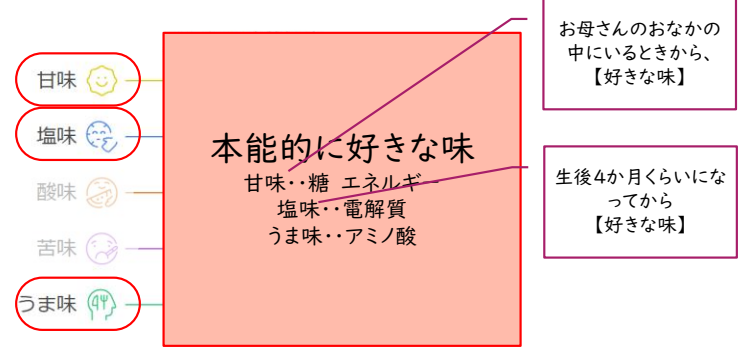 甘味
塩味
酸味
苦味
うま味
本能的に好きな味
甘味・・糖 エネルギー
塩味・・電解質
うま味・・アミノ酸
お母さんのおなかの
中にいるときから、
【好きな味】
生後4か月くらいにな
ってから
【好きな味】